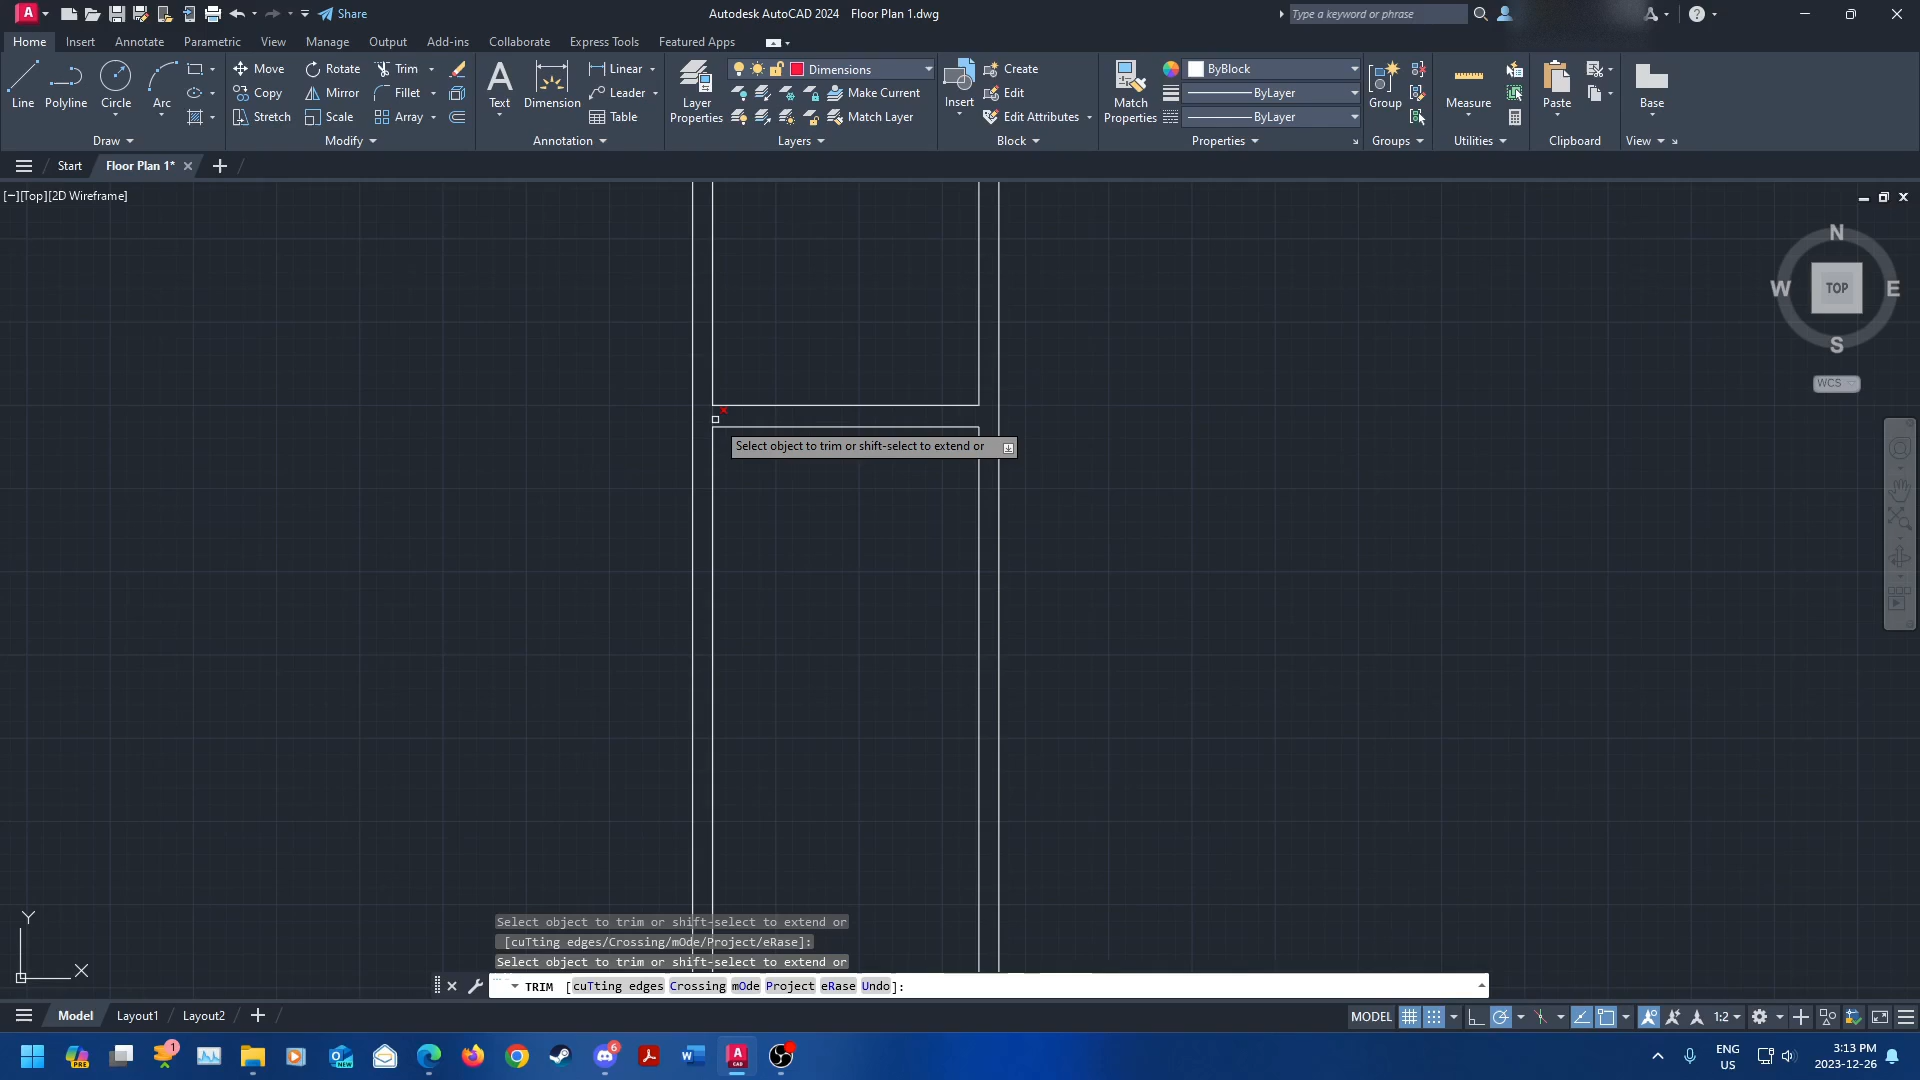 Share
Autodesk AutoCAD 2024 Floor Plan 1.dwg
Type a keyword or phrase
Home Insert Annotate Parametric View Manage Output Add-ins Collaborate Express Tools Featured Apps
Line Polyline Circle Arc
Move Rotate Trim
Copy Mirror Fillet
Stretch Scale Array
Text Dimension
Linear
Leader
Table
Layer Properties
Dimensions
Make Current
Match Layer
Insert
Create
Edit
Edit Attributes
Match Properties
ByBlock
ByLayer
ByLayer
Group
Measure
Paste
Base
Draw Modify Annotation Layers Block Properties Groups Utilities Clipboard View
Start Floor Plan 1*
[−][Top][2D Wireframe]
N
W TOP E
S
WCS
Select object to trim or shift-select to extend or
Y
X
Select object to trim or shift-select to extend or
[cuTting edges/Crossing/mOde/Project/eRase]:
Select object to trim or shift-select to extend or
TRIM [cuTting edges Crossing mOde Project eRase Undo]:
Model Layout1 Layout2
MODEL 1:2
PRE
1
NEW
6
A
CAD
ENG
US
3:13 PM
2023-12-26